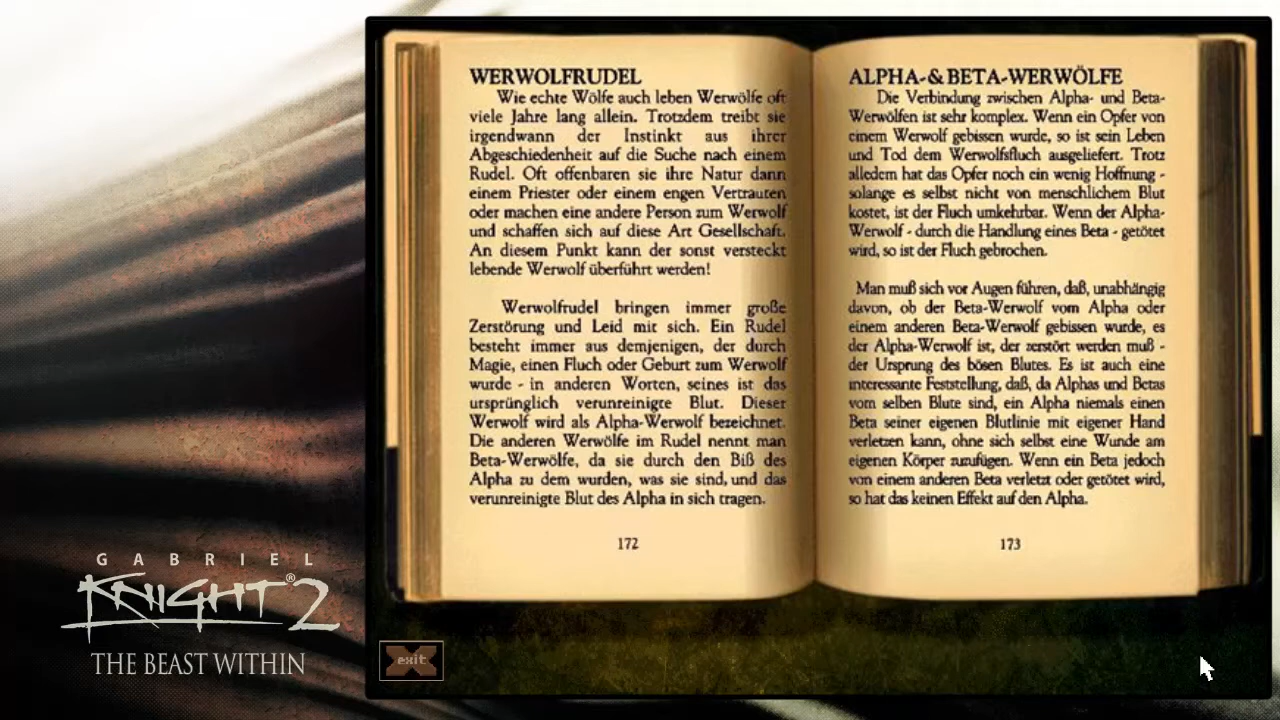 WERWOLFRUDEL
Wie echte Wölfe auch leben Werwölfe oft
viele Jahre lang allein. Trotzdem treibt sie
irgendwann der Instinkt aus ihrer
Abgeschiedenheit auf die Suche nach einem
Rudel. Oft offenbaren sie ihre Natur dann
einem Priester oder einem engen Vertrauten
oder machen eine andere Person zum Werwolf
und schaffen sich auf diese Art Gesellschaft.
An diesem Punkt kann der sonst versteckt
lebende Werwolf überführt werden!
Werwolfrudel bringen immer große
Zerstörung und Leid mit sich. Ein Rudel
besteht immer aus demjenigen, der durch
Magie, einen Fluch oder Geburt zum Werwolf
wurde - in anderen Worten, seines ist das
ursprünglich verunreinigte Blut. Dieser
Werwolf wird als Alpha-Werwolf bezeichnet.
Die anderen Werwölfe im Rudel nennt man
Beta-Werwölfe, da sie durch den Biß des
Alpha zu dem wurden, was sie sind, und das
verunreinigte Blut des Alpha in sich tragen.
172
ALPHA-& BETA-WERWÖLFE
Die Verbindung zwischen Alpha- und Beta-
Werwölfen ist sehr komplex. Wenn ein Opfer von
einem Werwolf gebissen wurde, so ist sein Leben
und Tod dem Werwolfsfluch ausgeliefert. Trotz
alledem hat das Opfer noch ein wenig Hoffnung -
solange es selbst nicht von menschlichem Blut
kostet, ist der Fluch umkehrbar. Wenn der Alpha-
Werwolf - durch die Handlung eines Beta - getötet
wird, so ist der Fluch gebrochen.
Man muß sich vor Augen führen, daß, unabhängig
davon, ob der Beta-Werwolf vom Alpha oder
einem anderen Beta-Werwolf gebissen wurde, es
der Alpha-Werwolf ist, der zerstört werden muß -
der Ursprung des bösen Blutes. Es ist auch eine
interessante Feststellung, daß, da Alphas und Betas
vom selben Blute sind, ein Alpha niemals einen
Beta seiner eigenen Blutlinie mit eigener Hand
verletzen kann, ohne sich selbst eine Wunde am
eigenen Körper zuzufügen. Wenn ein Beta jedoch
von einem anderen Beta verletzt oder getötet wird,
so hat das keinen Effekt auf den Alpha.
173
GABRIEL
KNIGHT® 2
THE BEAST WITHIN
exit